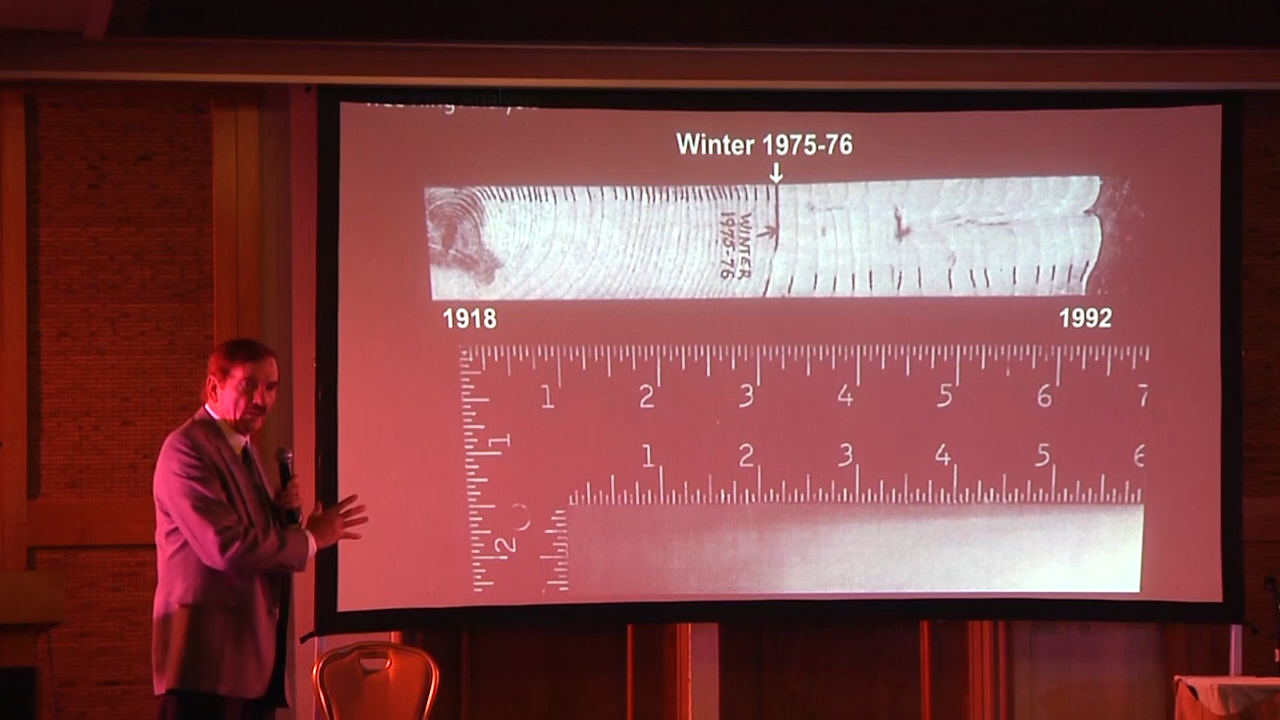 Winter 1975-76
WINTER
1975-76
1918
1992
1 2 3 4 5 6 7
1 2 3 4 5 6
1
2